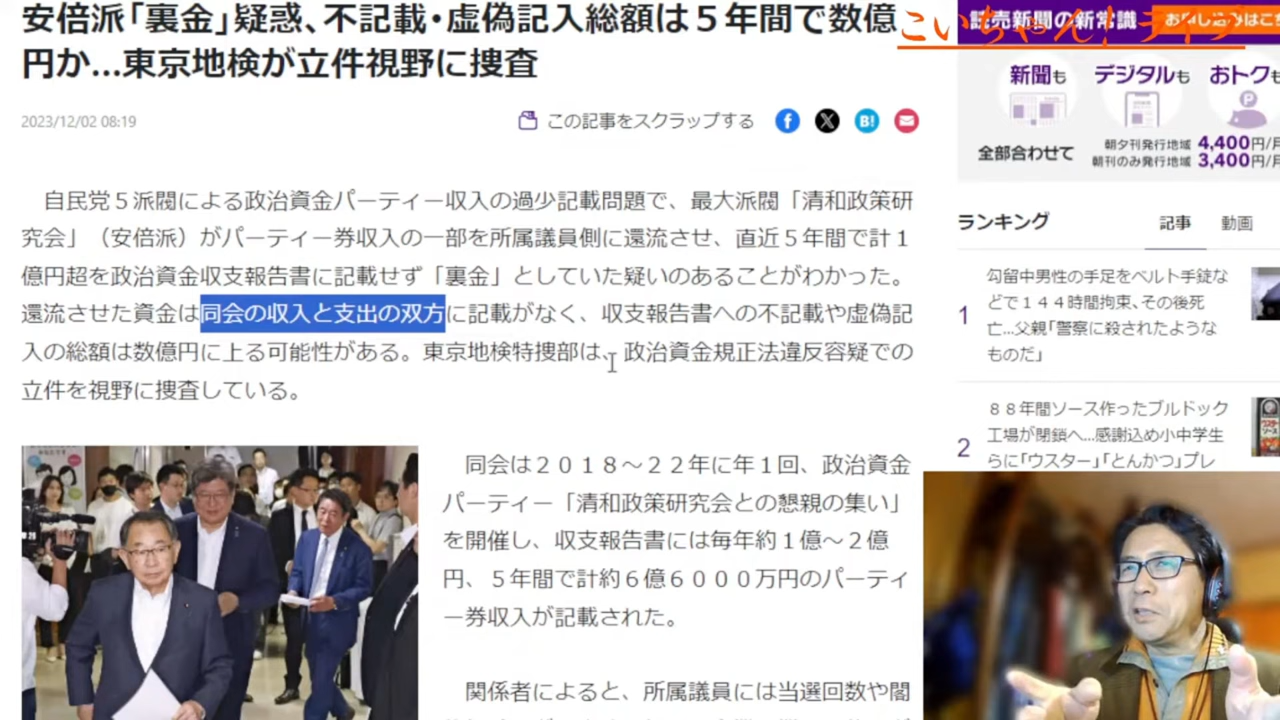 安倍派「裏金」疑惑、不記載・虚偽記入総額は５年間で数億
円か…東京地検が立件視野に捜査
2023/12/02 08:19
この記事をスクラップする
自民党５派閥による政治資金パーティー収入の過少記載問題で、最大派閥「清和政策研
究会」（安倍派）がパーティー券収入の一部を所属議員側に還流させ、直近５年間で計１
億円超を政治資金収支報告書に記載せず「裏金」としていた疑いのあることがわかった。
還流させた資金は同会の収入と支出の双方に記載がなく、収支報告書への不記載や虚偽記
入の総額は数億円に上る可能性がある。東京地検特捜部は、政治資金規正法違反容疑での
立件を視野に捜査している。
同会は２０１８～２２年に年１回、政治資金
パーティー「清和政策研究会との懇親の集い」
を開催し、収支報告書には毎年約１億～２億
円、５年間で計約６億６０００万円のパーティ
ー券収入が記載された。
関係者によると、所属議員には当選回数や閣
こいちゃん！ライブ
読売新聞の新常識
お申し込みはこち
新聞も
デジタルも
おトクも
全部合わせて
朝夕刊発行地域 4,400円/月
朝刊のみ発行地域 3,400円/月
ランキング
記事
動画
1
勾留中男性の手足をベルト手錠な
どで１４４時間拘束、その後死
亡…父親「警察に殺されたような
ものだ」
2
８８年間ソース作ったブルドック
工場が閉鎖へ…感謝込め小中学生
らに「ウスター」「とんかつ」プレ